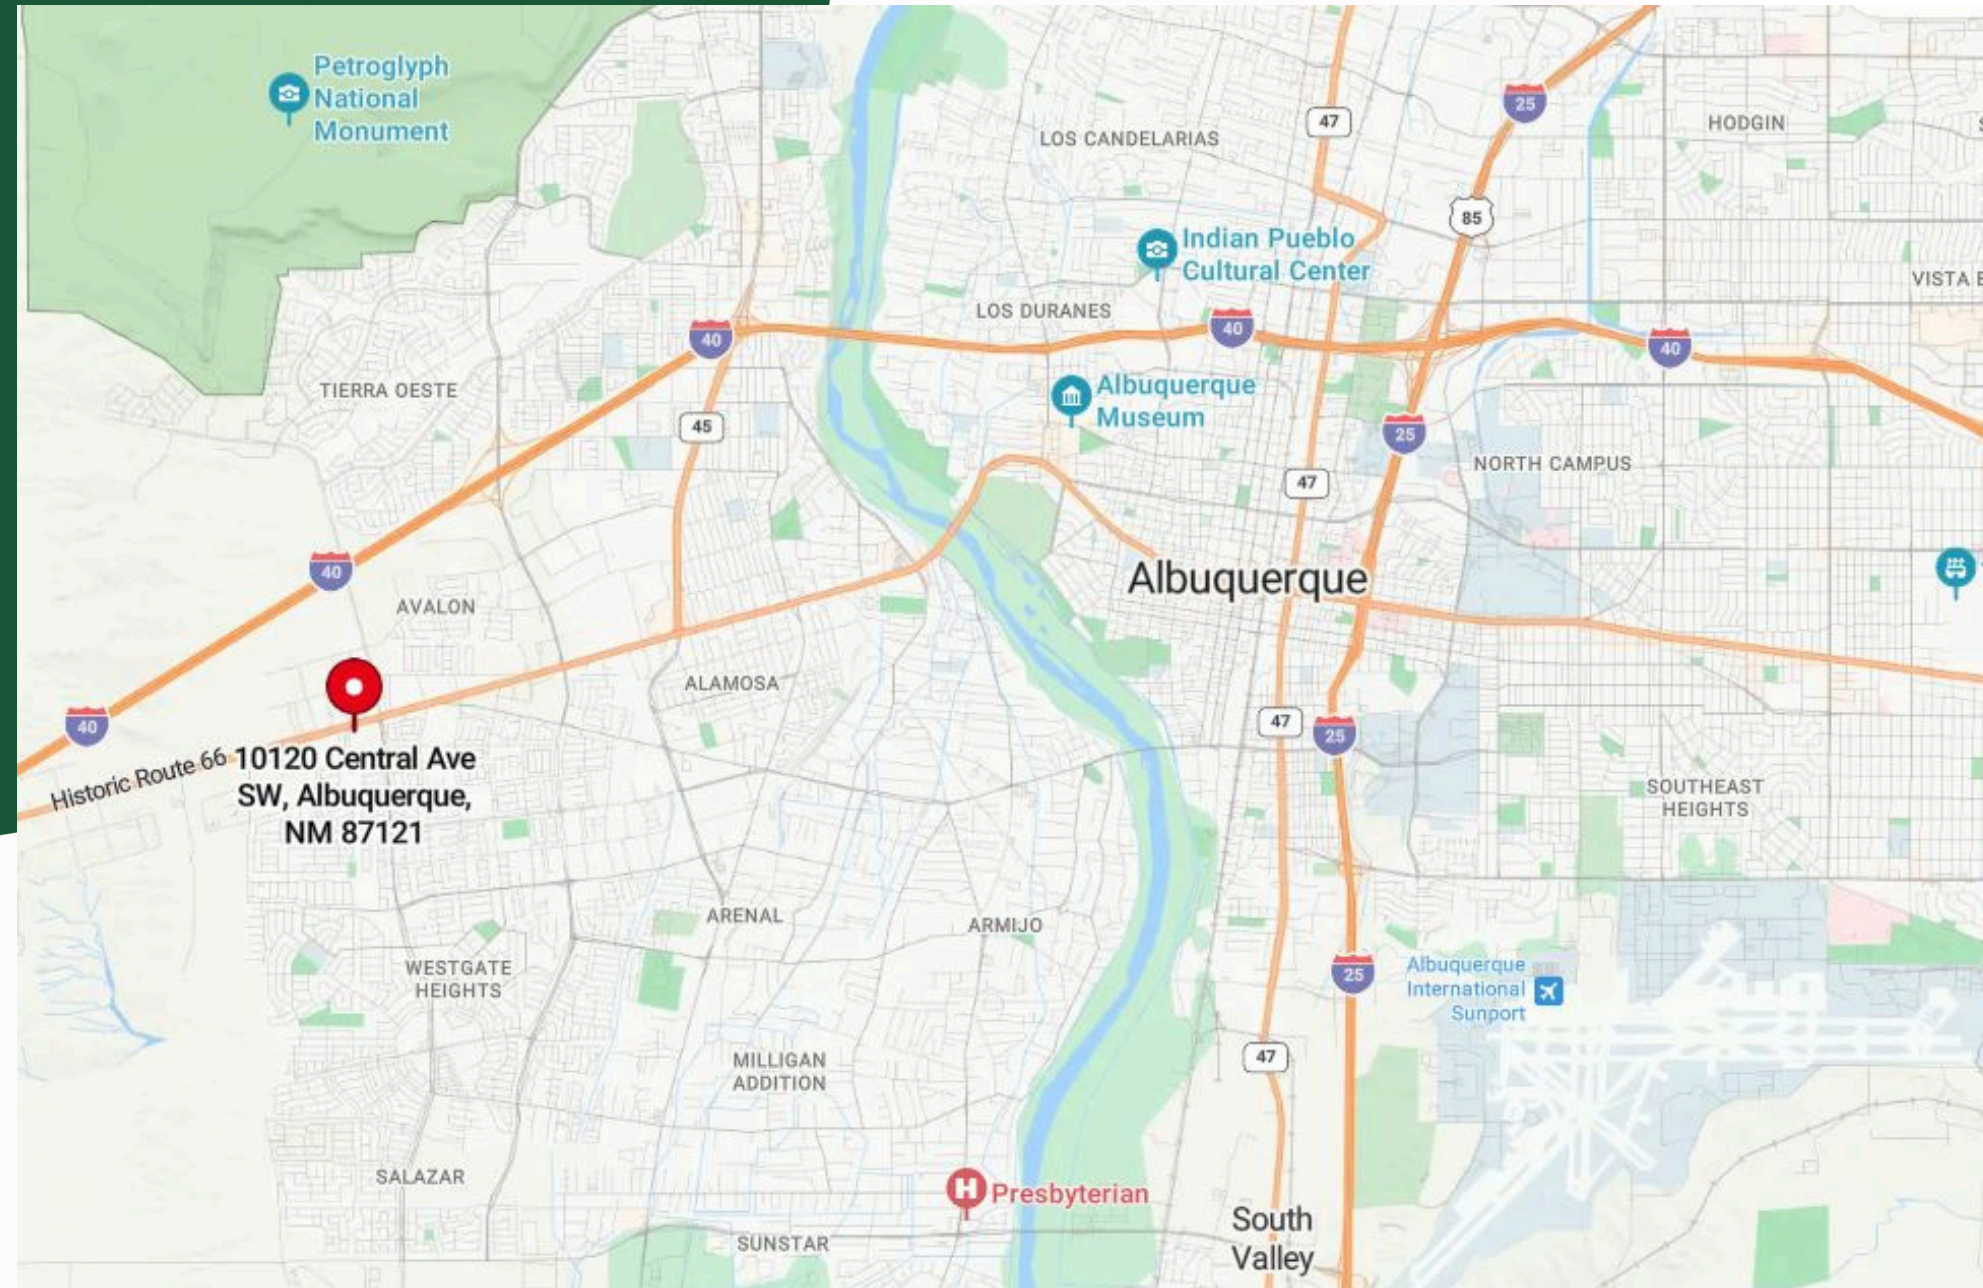 Petroglyph
National
Monument
LOS CANDELARIAS
47
25
HODGIN
85
Indian Pueblo
Cultural Center
VISTA
LOS DURANES
40
40
40
TIERRA OESTE
Albuquerque
Museum
45
25
NORTH CAMPUS
47
40
Albuquerque
AVALON
ALAMOSA
40
47
25
Historic Route 66
10120 Central Ave
SW, Albuquerque,
NM 87121
SOUTHEAST
HEIGHTS
ARENAL
ARMIJO
WESTGATE
HEIGHTS
25
Albuquerque
International
Sunport
47
MILLIGAN
ADDITION
SALAZAR
Presbyterian
H
South
Valley
SUNSTAR